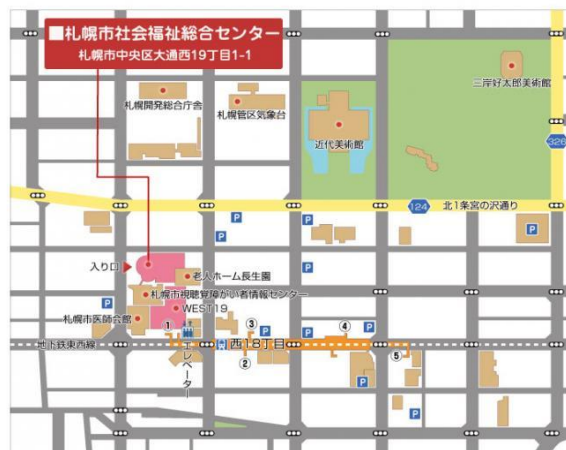 ■札幌市社会福祉総合センター
札幌市中央区大通西19丁目1-1
三岸好太郎美術館
札幌開発総合庁舎
札幌管区気象台
近代美術館
326
124
北1条宮の沢通り
P
P
P
P
入り口
老人ホーム長生園
P
札幌市視聴覚障がい者情報センター
P
WEST19
札幌市医師会館
①
③
P
④
P
地下鉄東西線
エレベーター
西18丁目
②
⑤
P
P